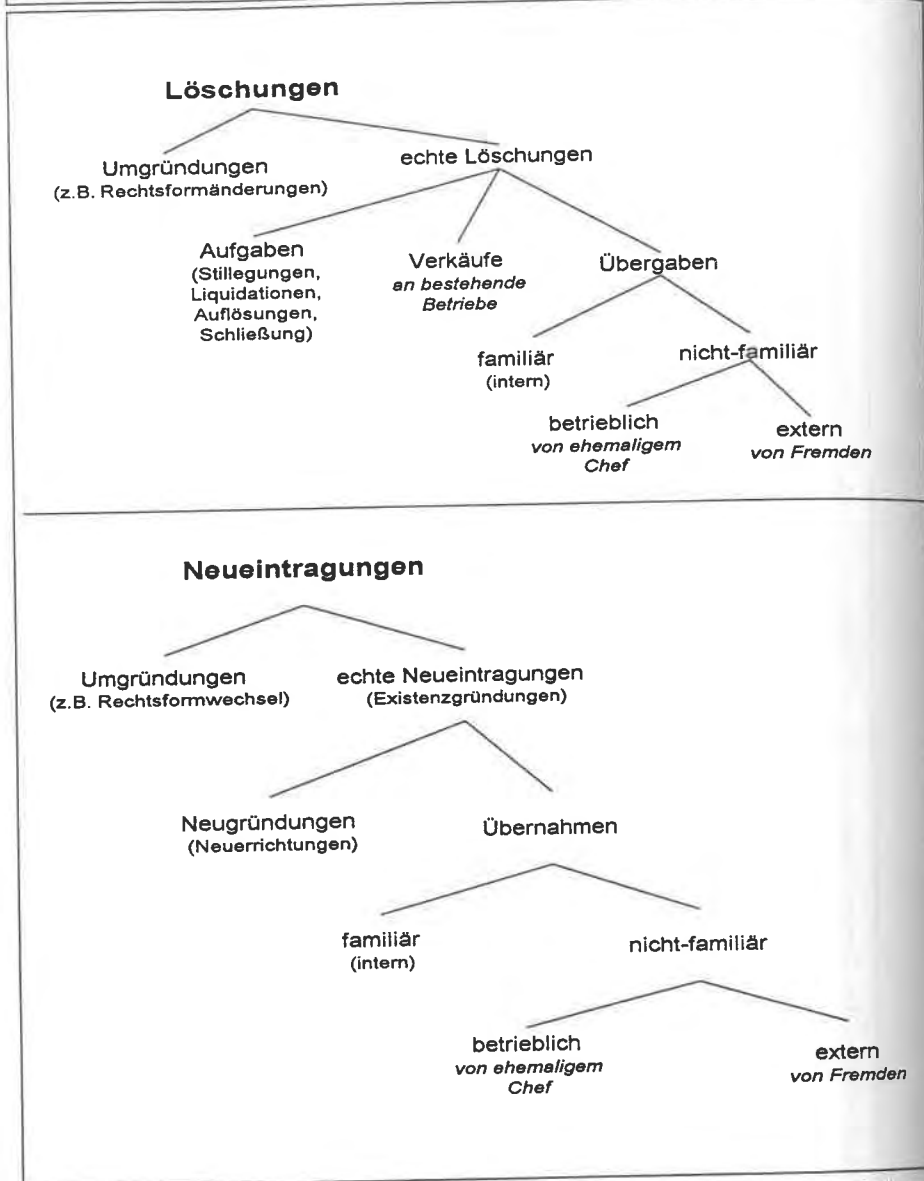 Löschungen
Umgründungen
(z.B. Rechtsformänderungen)
echte Löschungen
Aufgaben
(Stillegungen,
Liquidationen,
Auflösungen,
Schließung)
Verkäufe
an bestehende
Betriebe
Übergaben
familiär
(intern)
nicht-familiär
betrieblich
von ehemaligem
Chef
extern
von Fremden
Neueintragungen
Umgründungen
(z.B. Rechtsformwechsel)
echte Neueintragungen
(Existenzgründungen)
Neugründungen
(Neuerrichtungen)
Übernahmen
familiär
(intern)
nicht-familiär
betrieblich
von ehemaligem
Chef
extern
von Fremden